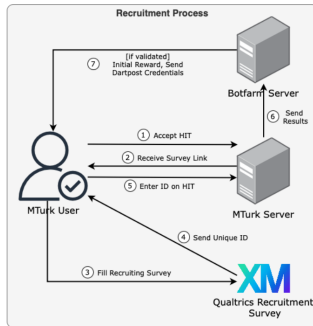 Recruitment Process
7
[if validated]
Initial Reward, Send
Dartpost Credentials
Botfarm Server
6 Send
Results
1 Accept HIT
2 Receive Survey Link
5 Enter ID on HIT
MTurk User
MTurk Server
4 Send Unique ID
3 Fill Recruiting Survey
XM
Qualtrics Recruitment
Survey